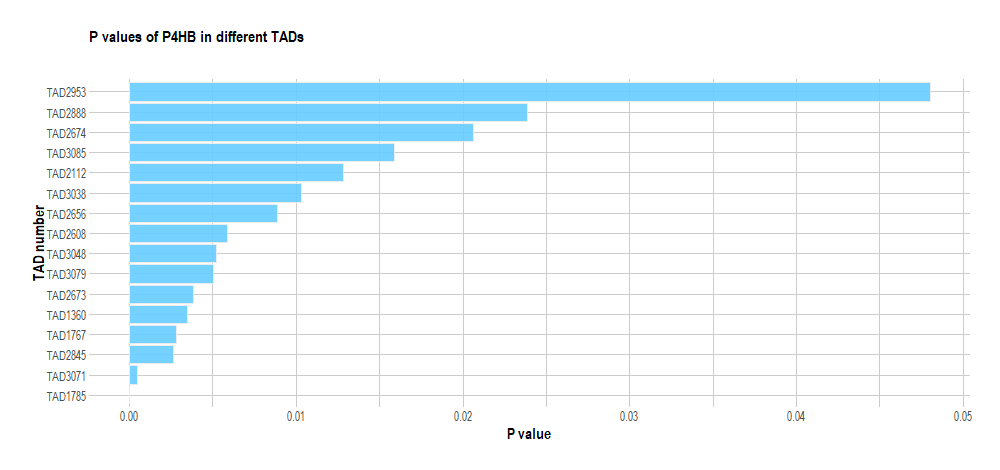 P values of P4HB in different TADs
TAD number
TAD2953
TAD2888
TAD2674
TAD3085
TAD2112
TAD3038
TAD2656
TAD2608
TAD3048
TAD3079
TAD2673
TAD1360
TAD1767
TAD2845
TAD3071
TAD1785
0.00 0.01 0.02 0.03 0.04 0.05
P value